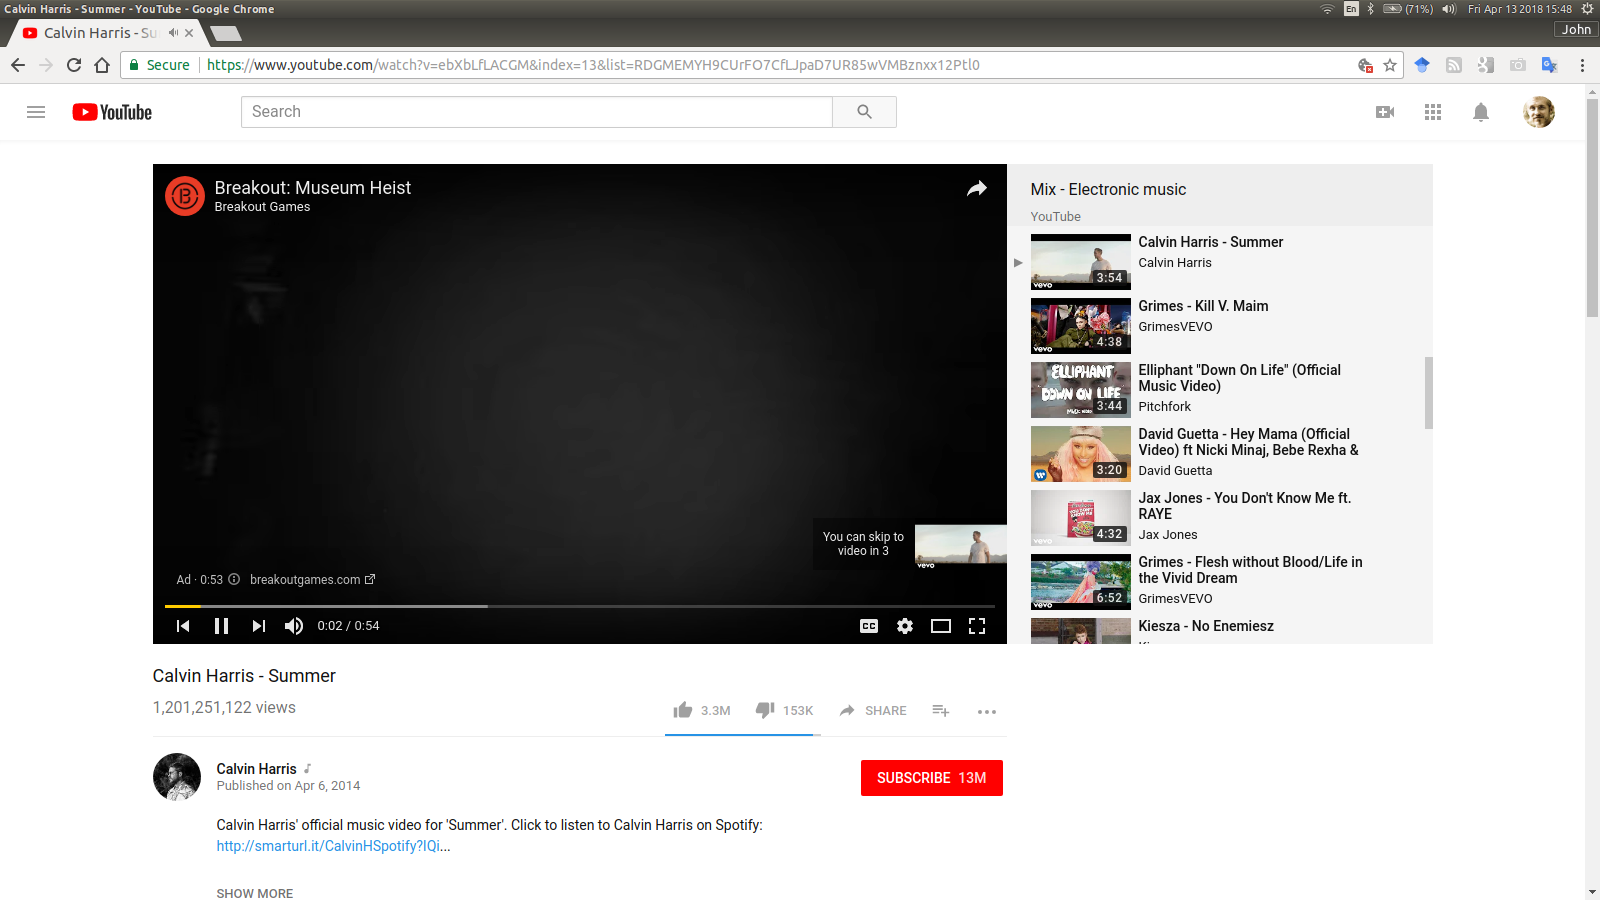 Calvin Harris - Summer - YouTube - Google Chrome
En (71%) Fri Apr 13 2018 15:48
Calvin Harris - Su
John
Secure https://www.youtube.com/watch?v=ebXbLfLACGM&index=13&list=RDGMEMYH9CUrFO7CfLJpaD7UR85wVMBznxx12Ptl0
YouTube
Search
Breakout: Museum Heist
Breakout Games
You can skip to
video in 3
vevo
Ad · 0:53 breakoutgames.com
0:02 / 0:54
CC
Mix - Electronic music
YouTube
Calvin Harris - Summer
Calvin Harris
vevo 3:54
Grimes - Kill V. Maim
GrimesVEVO
vevo 4:38
Elliphant "Down On Life" (Official
Music Video)
Pitchfork
ELLIPHANT
DOWN ON LIFE
MUSIC VIDEO
3:44
David Guetta - Hey Mama (Official
Video) ft Nicki Minaj, Bebe Rexha &
David Guetta
3:20
Jax Jones - You Don't Know Me ft.
RAYE
Jax Jones
YOU DON'T
KNOW ME
vevo 4:32
Grimes - Flesh without Blood/Life in
the Vivid Dream
GrimesVEVO
vevo 6:52
Kiesza - No Enemiesz
Calvin Harris - Summer
1,201,251,122 views
3.3M 153K SHARE
Calvin Harris
Published on Apr 6, 2014
SUBSCRIBE 13M
Calvin Harris' official music video for 'Summer'. Click to listen to Calvin Harris on Spotify:
http://smarturl.it/CalvinHSpotify?IQi...
SHOW MORE